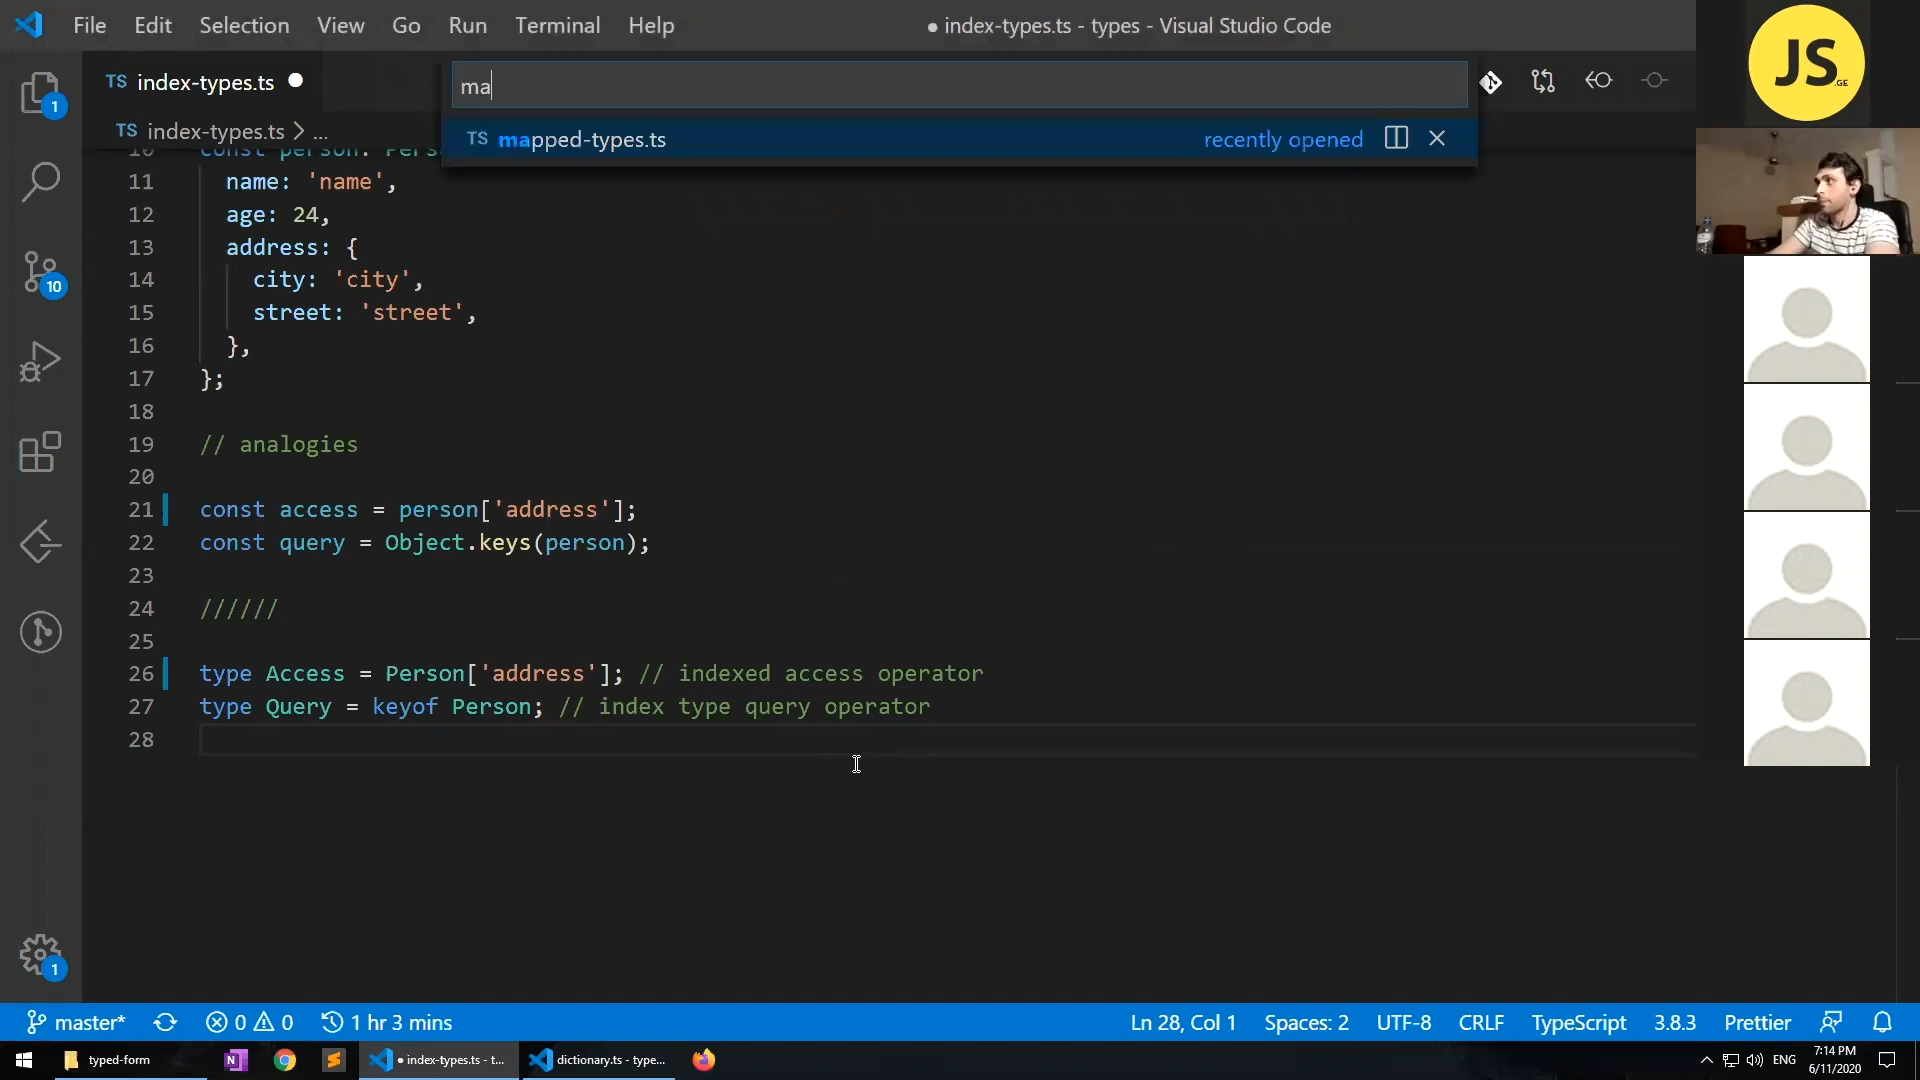 File Edit Selection View Go Run Terminal Help
● index-types.ts - types - Visual Studio Code
JS
.GE
TS index-types.ts ●
ma
TS index-types.ts > ...
TS mapped-types.ts recently opened
1
10
1
10 const person: Pers
11 name: 'name',
12 age: 24,
13 address: {
14 city: 'city',
15 street: 'street',
16 },
17 };
18
19 // analogies
20
21 const access = person['address'];
22 const query = Object.keys(person);
23
24 //////
25
26 type Access = Person['address']; // indexed access operator
27 type Query = keyof Person; // index type query operator
28
master* 0 0 1 hr 3 mins Ln 28, Col 1 Spaces: 2 UTF-8 CRLF TypeScript 3.8.3 Prettier
typed-form ● index-types.ts - t... dictionary.ts - type... ENG 7:14 PM
6/11/2020